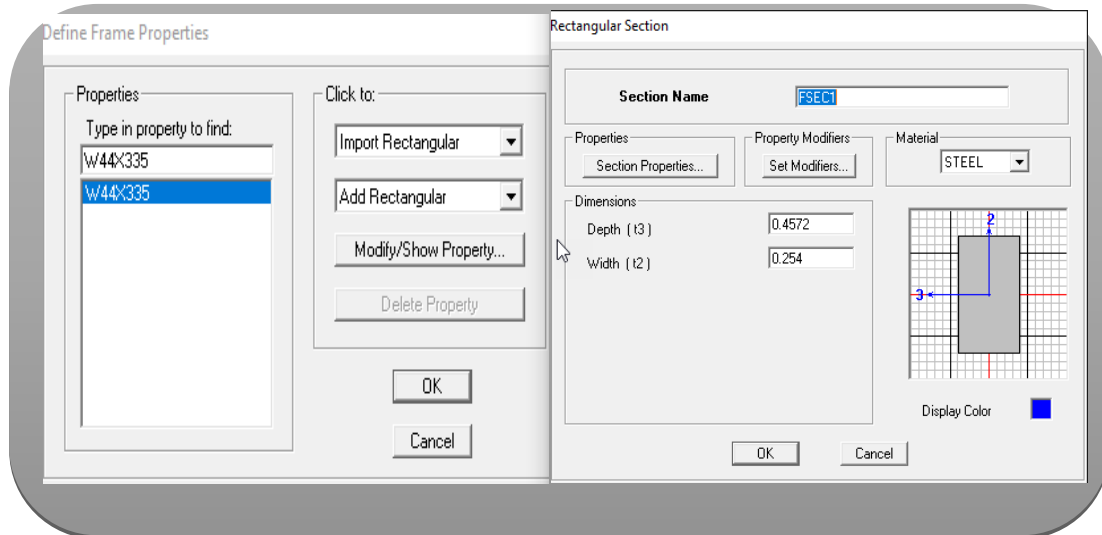 Define Frame Properties
Properties
Type in property to find:
W44X335
W44X335
Click to:
Import Rectangular
Add Rectangular
Modify/Show Property...
Delete Property
OK
Cancel
Rectangular Section
Section Name
FSEC1
Properties
Section Properties...
Property Modifiers
Set Modifiers...
Material
STEEL
Dimensions
Depth ( t3 )
0.4572
Width ( t2 )
0.254
2
3
Display Color
OK
Cancel